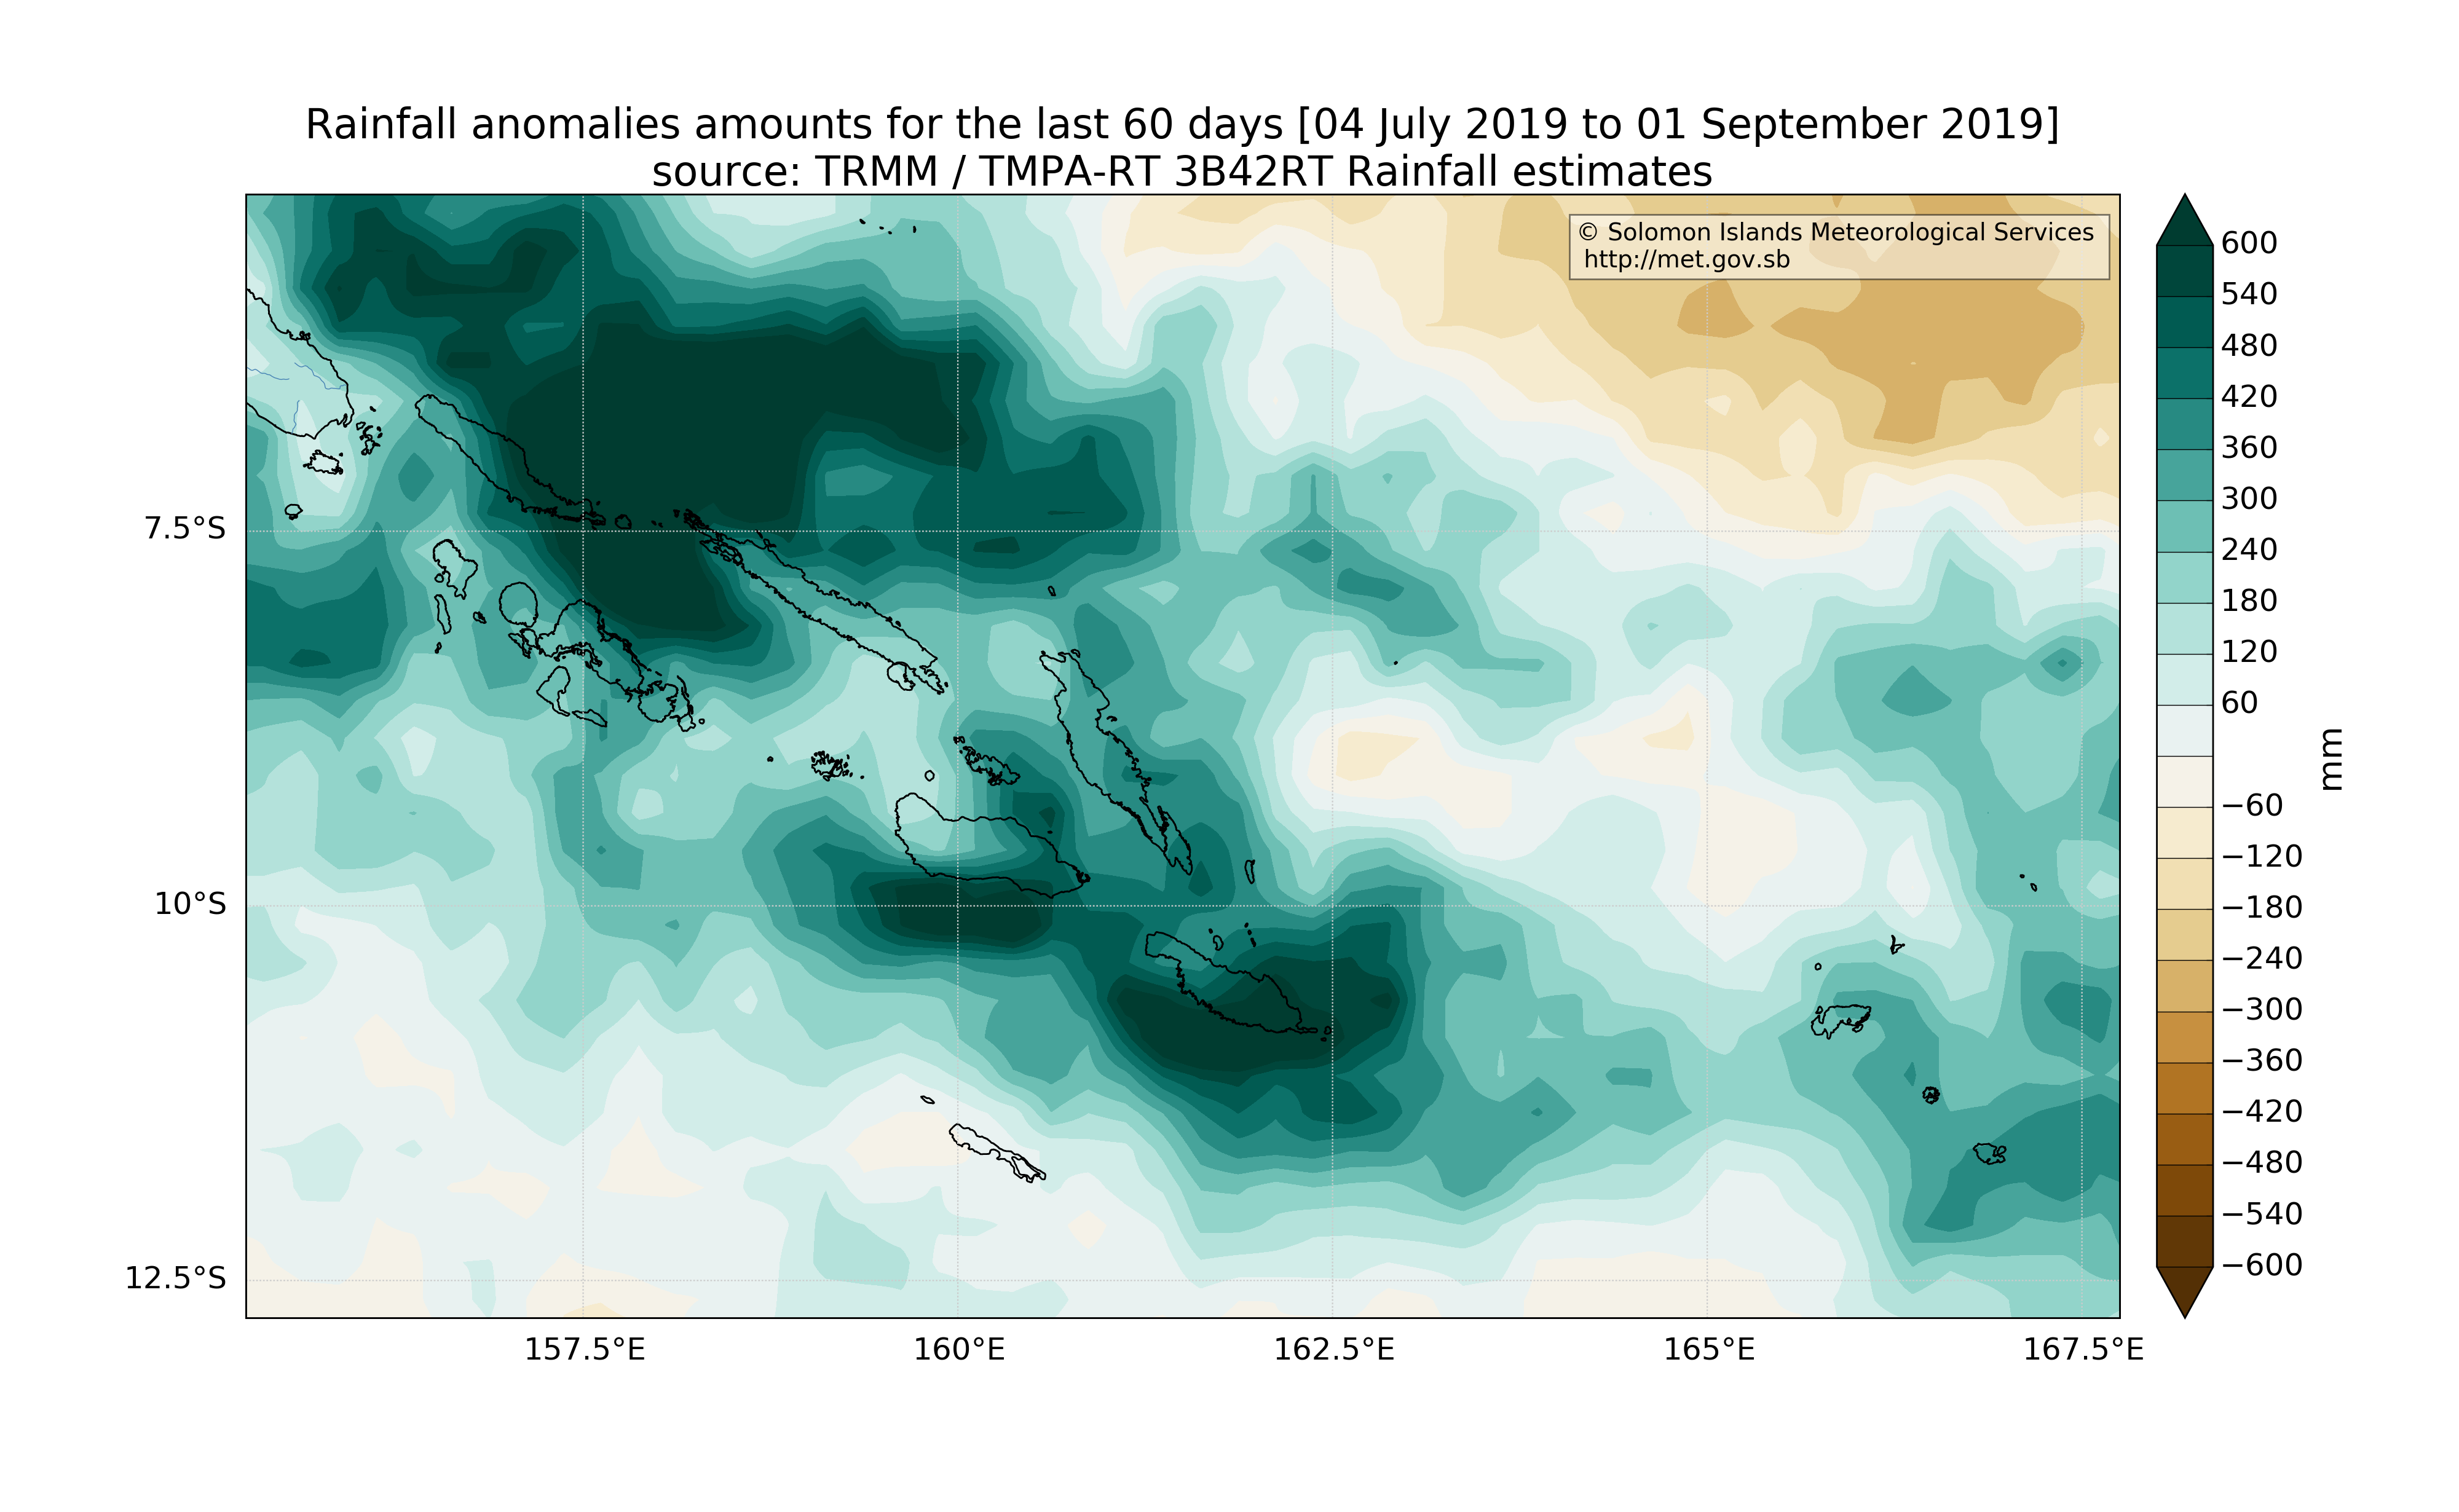 Rainfall anomalies amounts for the last 60 days [04 July 2019 to 01 September 2019]
source: TRMM / TMPA-RT 3B42RT Rainfall estimates
© Solomon Islands Meteorological Services
http://met.gov.sb
7.5°S
10°S
12.5°S
157.5°E
160°E
162.5°E
165°E
167.5°E
600
540
480
420
360
300
240
180
120
60
−60
−120
−180
−240
−300
−360
−420
−480
−540
−600
mm